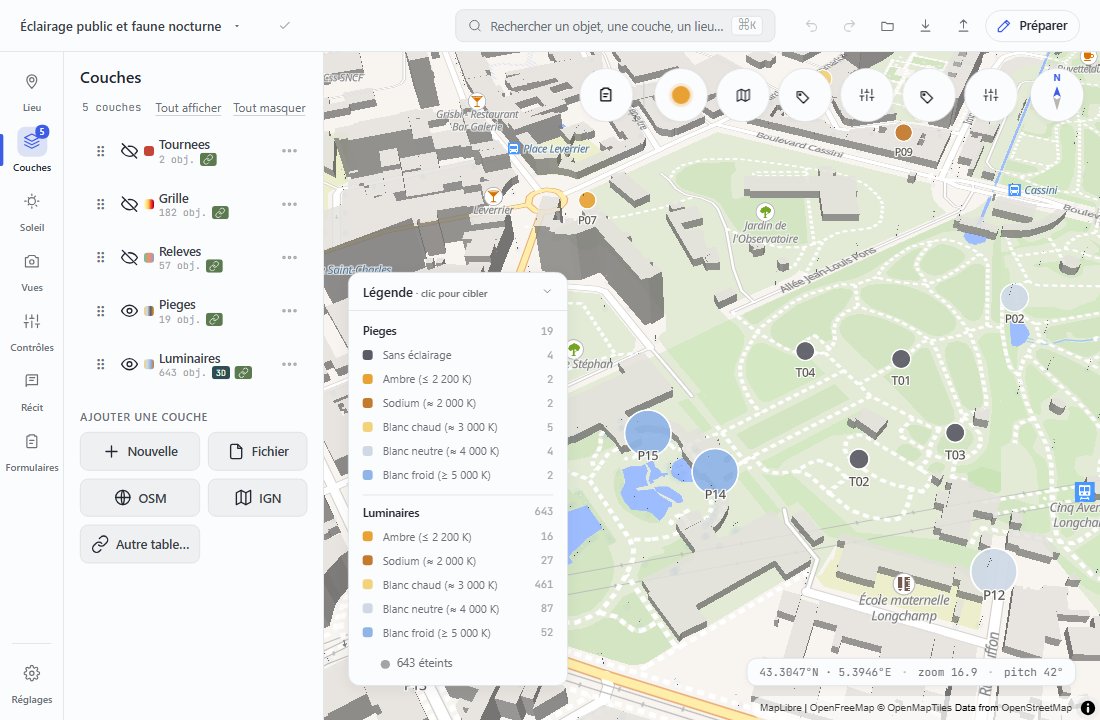 Éclairage public et faune nocturne
Rechercher un objet, une couche, un lieu...
⌘K
Préparer
Lieu
5
Couches
Soleil
Vues
Contrôles
Récit
Formulaires
Réglages
Couches
5 couches
Tout afficher
Tout masquer
Tournees
2 obj.
Grille
182 obj.
Releves
57 obj.
Pieges
19 obj.
Luminaires
643 obj.
3D
AJOUTER UNE COUCHE
Nouvelle
Fichier
OSM
IGN
Autre table...
Légende · clic pour cibler
Pieges 19
Sans éclairage 4
Ambre (≤ 2 200 K) 2
Sodium (≈ 2 000 K) 2
Blanc chaud (≈ 3 000 K) 5
Blanc neutre (≈ 4 000 K) 4
Blanc froid (≥ 5 000 K) 2
Luminaires 643
Ambre (≤ 2 200 K) 16
Sodium (≈ 2 000 K) 27
Blanc chaud (≈ 3 000 K) 461
Blanc neutre (≈ 4 000 K) 87
Blanc froid (≥ 5 000 K) 52
643 éteints
N
SNCF
Restaurant
Bar Galerie
Place Leverrier
Leverrier
Saint-Charles
Boulevard Cassini
P09
Cassini
P07
Jardin de
l'Observatoire
Allée Jean-Louis Pons
P02
Stéphan
T04
T01
P15
P14
T03
T02
Cinq Aven
Longcha
P12
École maternelle
Longchamp
P13
43.3047°N · 5.3946°E · zoom 16.9 · pitch 42°
MapLibre | OpenFreeMap © OpenMapTiles Data from OpenStreetMap